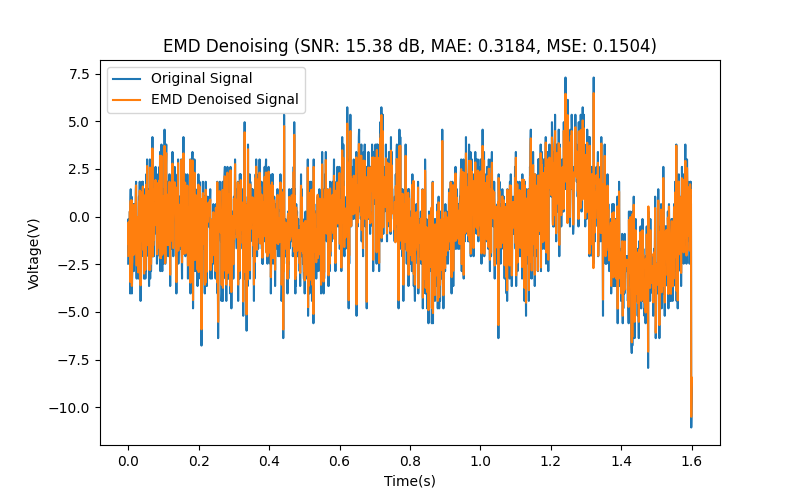 EMD Denoising (SNR: 15.38 dB, MAE: 0.3184, MSE: 0.1504)
Original Signal
EMD Denoised Signal
7.5
5.0
2.5
0.0
−2.5
−5.0
−7.5
−10.0
Voltage(V)
0.0 0.2 0.4 0.6 0.8 1.0 1.2 1.4 1.6
Time(s)